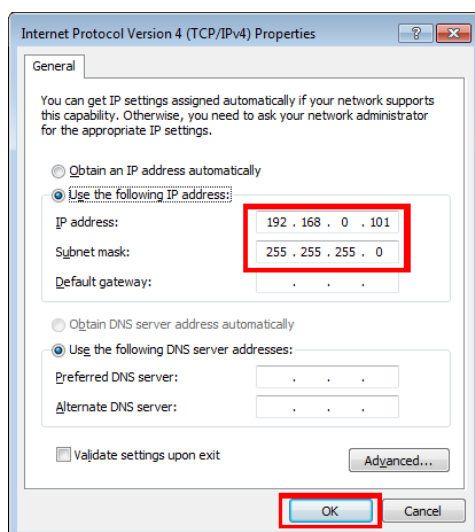 Internet Protocol Version 4 (TCP/IPv4) Properties
General
You can get IP settings assigned automatically if your network supports
this capability. Otherwise, you need to ask your network administrator
for the appropriate IP settings.
Obtain an IP address automatically
Use the following IP address:
IP address: 192 . 168 . 0 . 101
Subnet mask: 255 . 255 . 255 . 0
Default gateway: . . .
Obtain DNS server address automatically
Use the following DNS server addresses:
Preferred DNS server: . . .
Alternate DNS server: . . .
Validate settings upon exit
Advanced...
OK Cancel